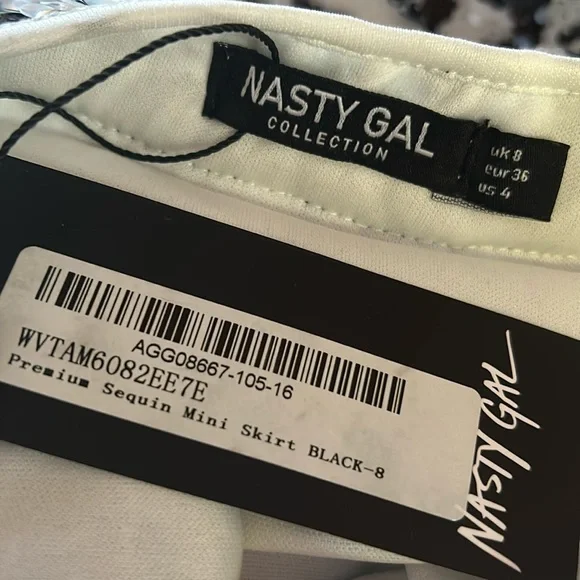 NASTY GAL
COLLECTION
UK 8
eur 36
US 4
AGG08667-105-16
WVTAM6082EE7E
Premium Sequin Mini Skirt BLACK-8
NASTY GAL